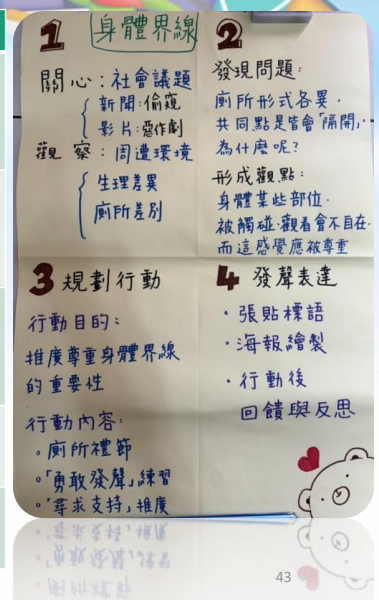 1 身體界線
關心：社會議題
新聞：偷窺
影片：惡作劇
觀察：周遭環境
生理差異
廁所差別
2
發現問題：
廁所形式各異，
共同點是皆會「隔開」，
為什麼呢？
形成觀點：
身體某些部位，
被觸碰、觀看會不自在，
而這感覺應被尊重
3 規劃行動
行動目的：
推廣尊重身體界線
的重要性
行動內容：
。廁所禮節
。「勇敢發聲」練習
。「尋求支持」推廣
4 發聲表達
・張貼標語
・海報繪製
・行動後
回饋與反思
43